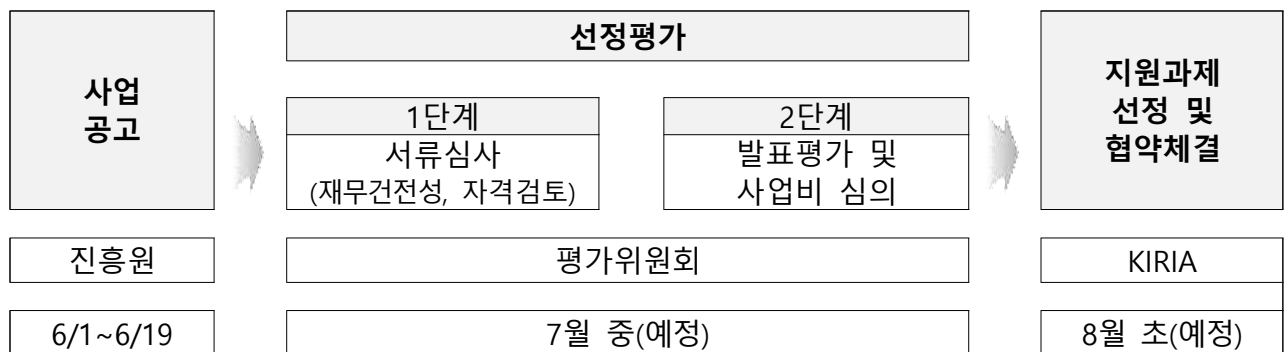 사업
공고
선정평가
1단계
서류심사
(재무건전성, 자격검토)
2단계
발표평가 및
사업비 심의
지원과제
선정 및
협약체결
진흥원
평가위원회
KIRIA
6/1~6/19
7월 중(예정)
8월 초(예정)